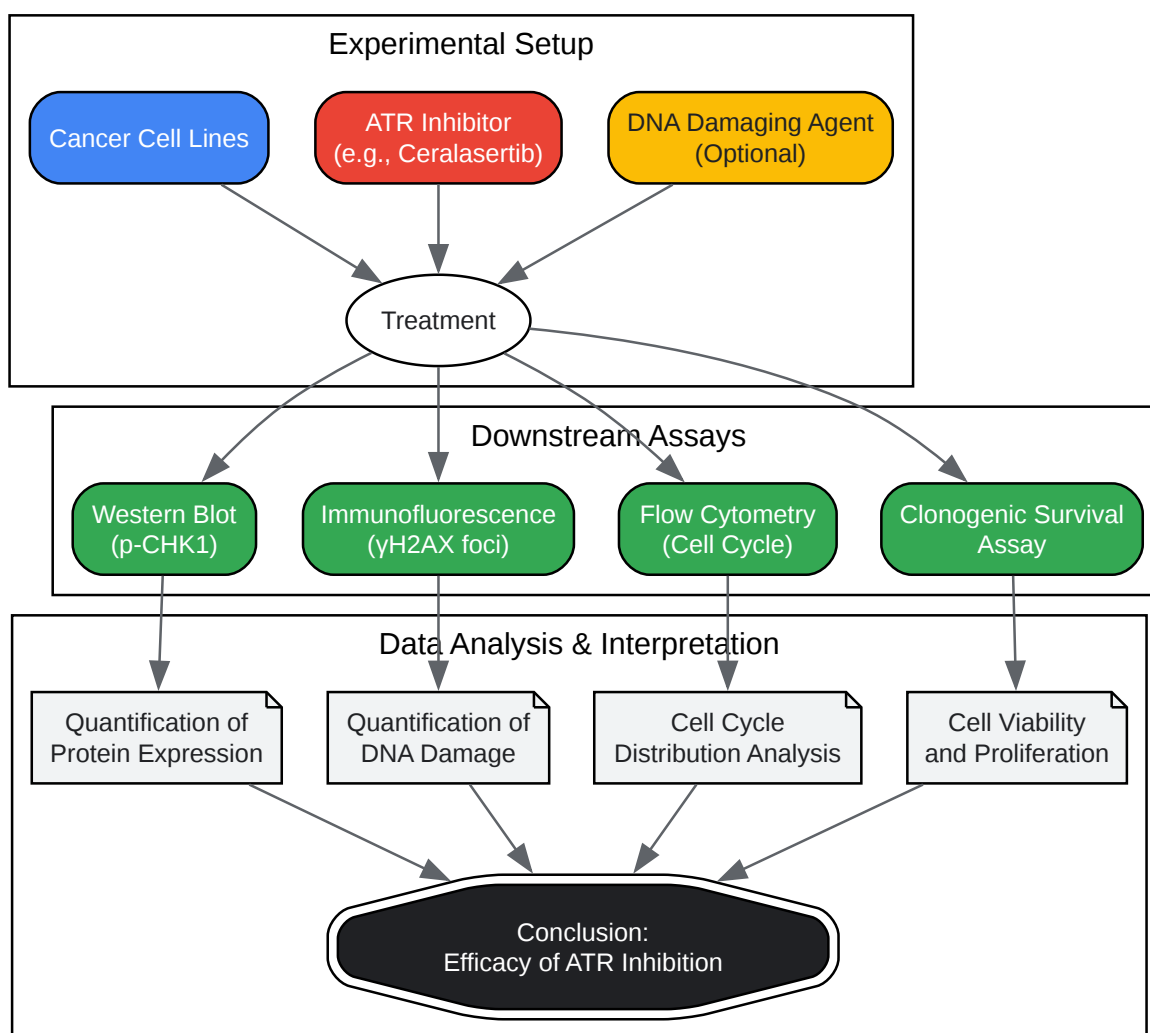 Experimental Setup
Cancer Cell Lines
ATR Inhibitor
(e.g., Ceralasertib)
DNA Damaging Agent
(Optional)
Treatment
Downstream Assays
Western Blot
(p-CHK1)
Immunofluorescence
(γH2AX foci)
Flow Cytometry
(Cell Cycle)
Clonogenic Survival
Assay
Data Analysis & Interpretation
Quantification of
Protein Expression
Quantification of
DNA Damage
Cell Cycle
Distribution Analysis
Cell Viability
and Proliferation
Conclusion:
Efficacy of ATR Inhibition